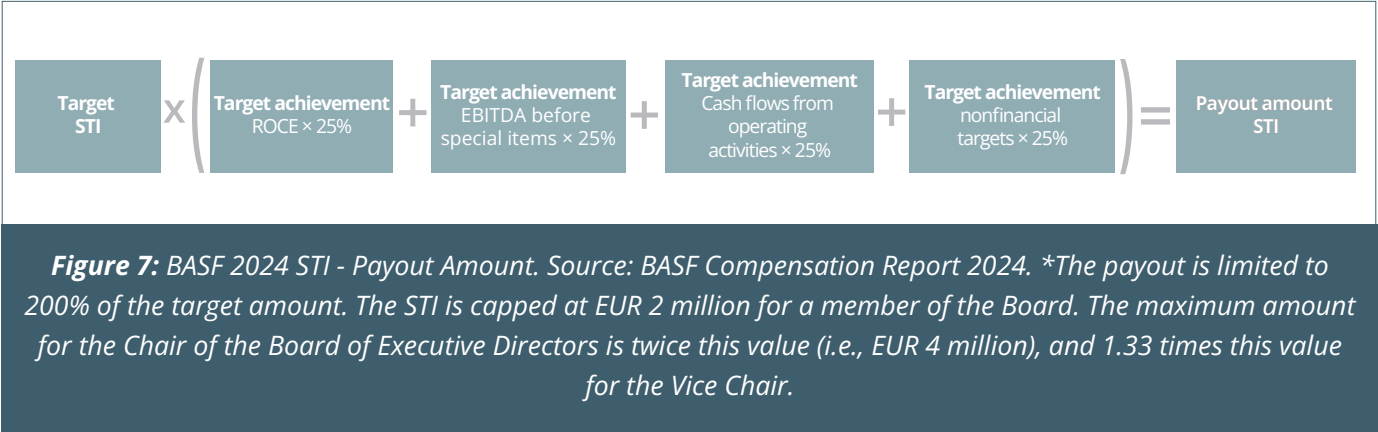 Target
STI
x
(
Target achievement
ROCE × 25%
+
Target achievement
EBITDA before
special items × 25%
+
Target achievement
Cash flows from
operating
activities × 25%
+
Target achievement
nonfinancial
targets × 25%
)
=
Payout amount
STI
Figure 7: BASF 2024 STI - Payout Amount. Source: BASF Compensation Report 2024. *The payout is limited to
200% of the target amount. The STI is capped at EUR 2 million for a member of the Board. The maximum amount
for the Chair of the Board of Executive Directors is twice this value (i.e., EUR 4 million), and 1.33 times this value
for the Vice Chair.